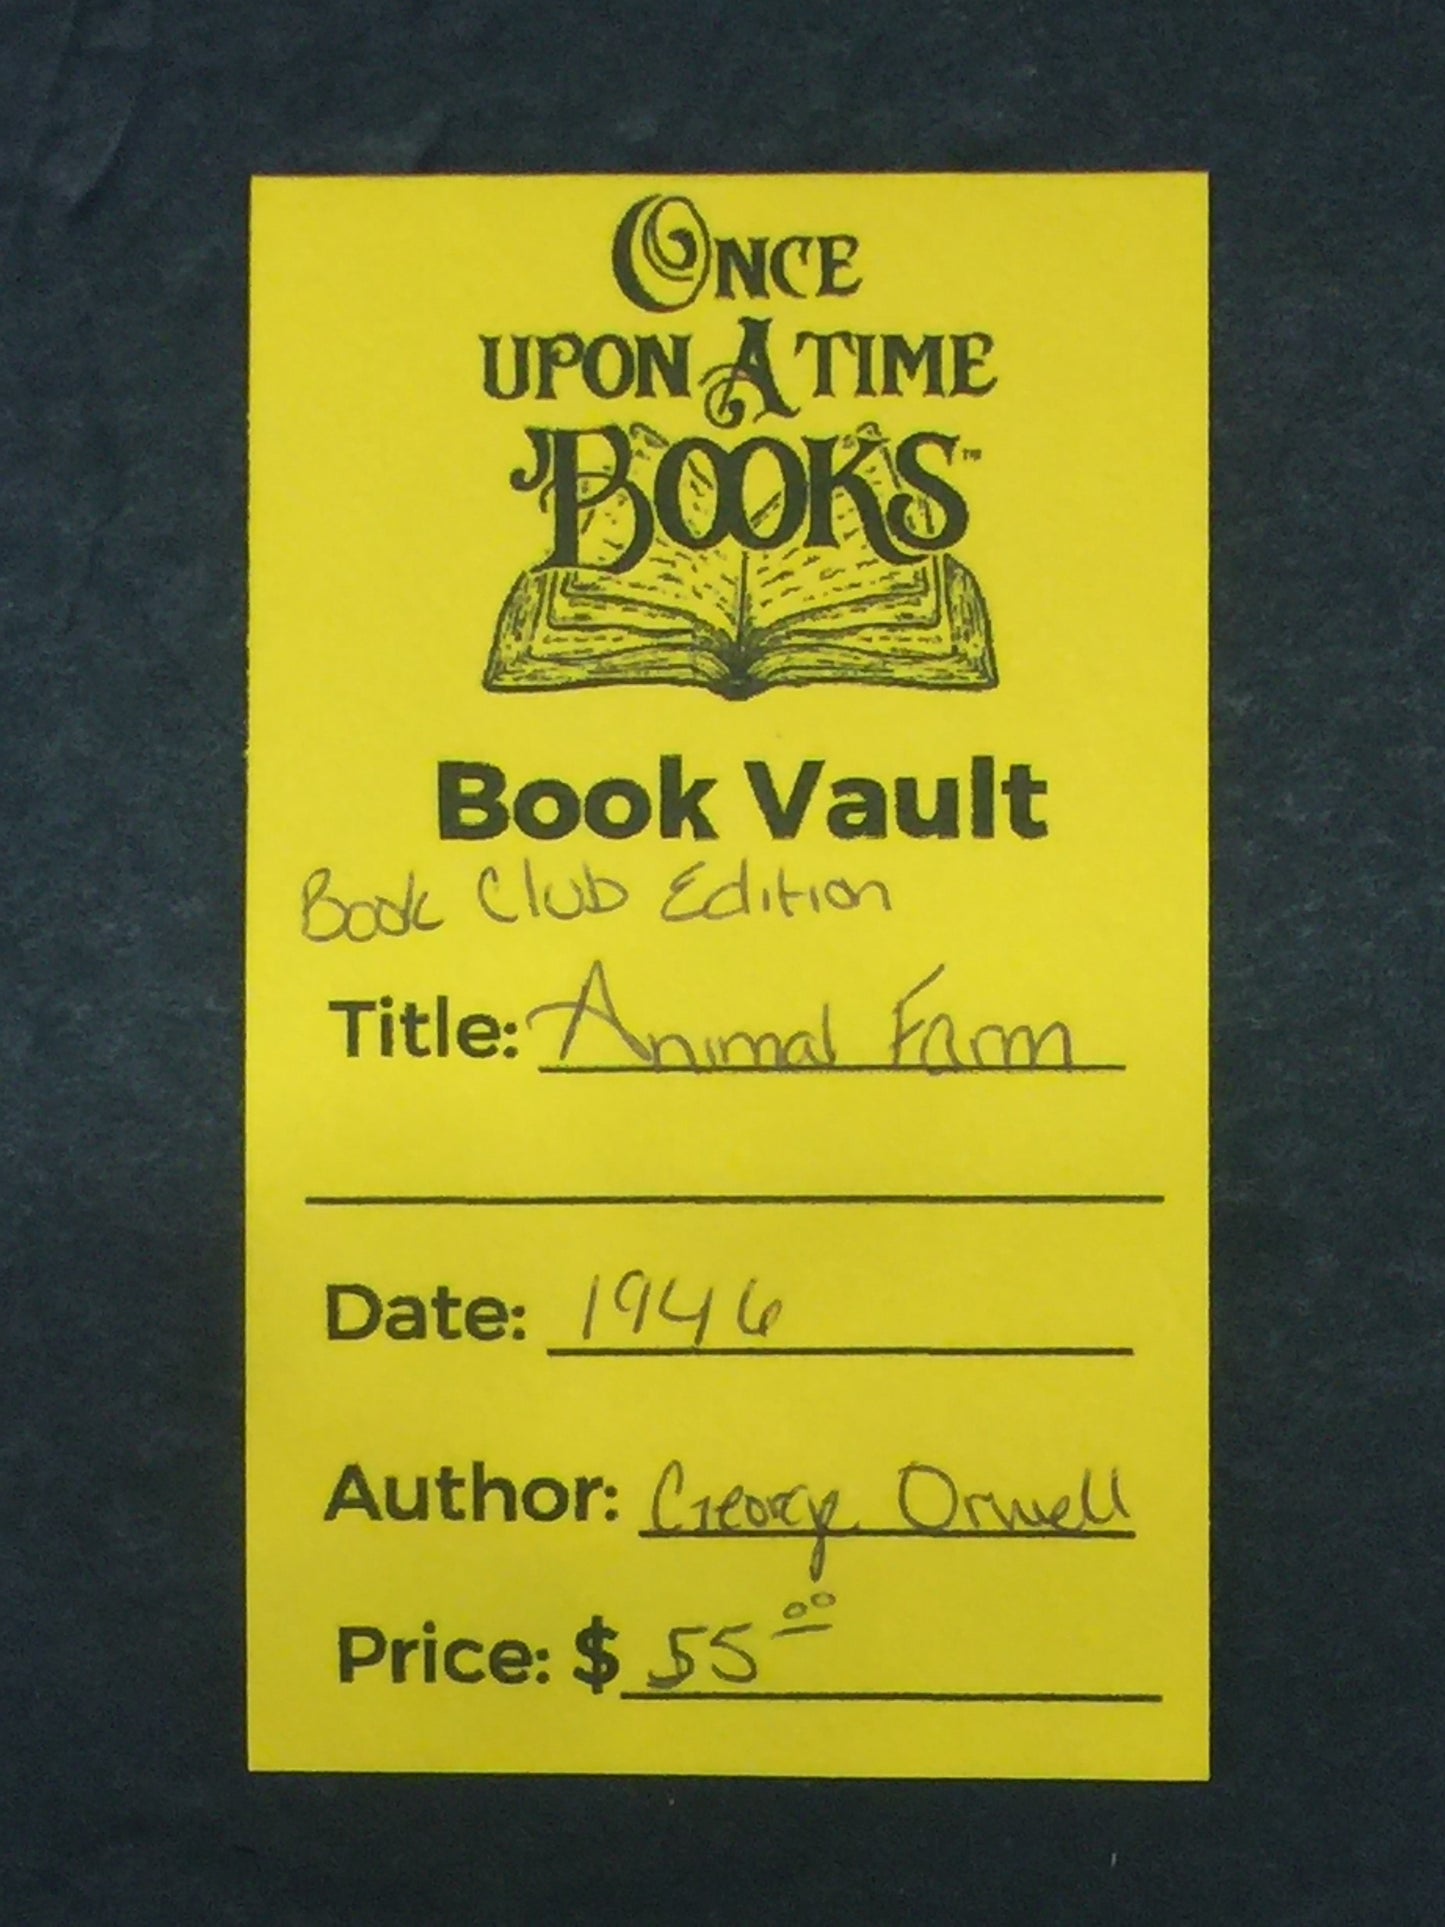 ONCE
UPON A TIME
BOOKS™
Book Vault
Book Club Edition
Title: Animal Farm
Date: 1946
Author: George Orwell
Price: $ 55 00